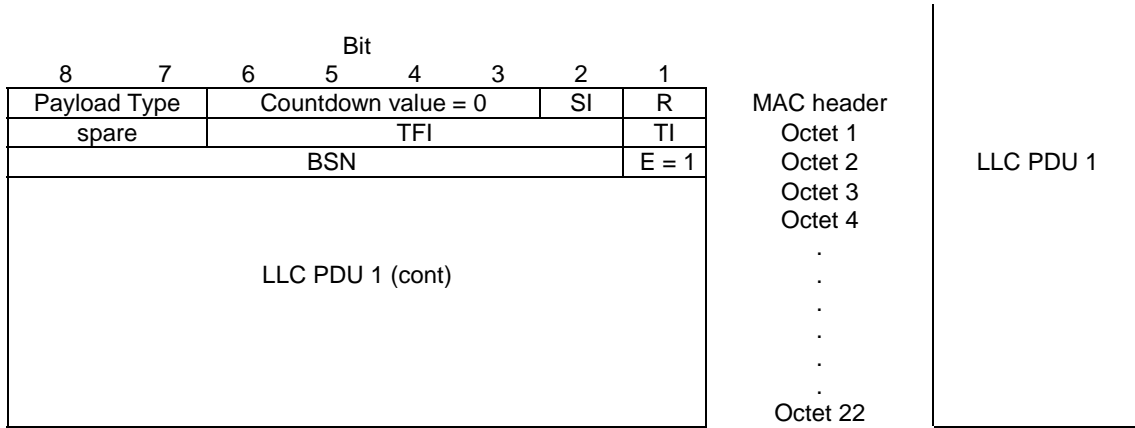 Bit
8 7 6 5 4 3 2 1
Payload Type Countdown value = 0 SI R MAC header
spare TFI TI Octet 1
BSN E = 1 Octet 2 LLC PDU 1
Octet 3
Octet 4
.
LLC PDU 1 (cont) .
.
.
.
.
Octet 22